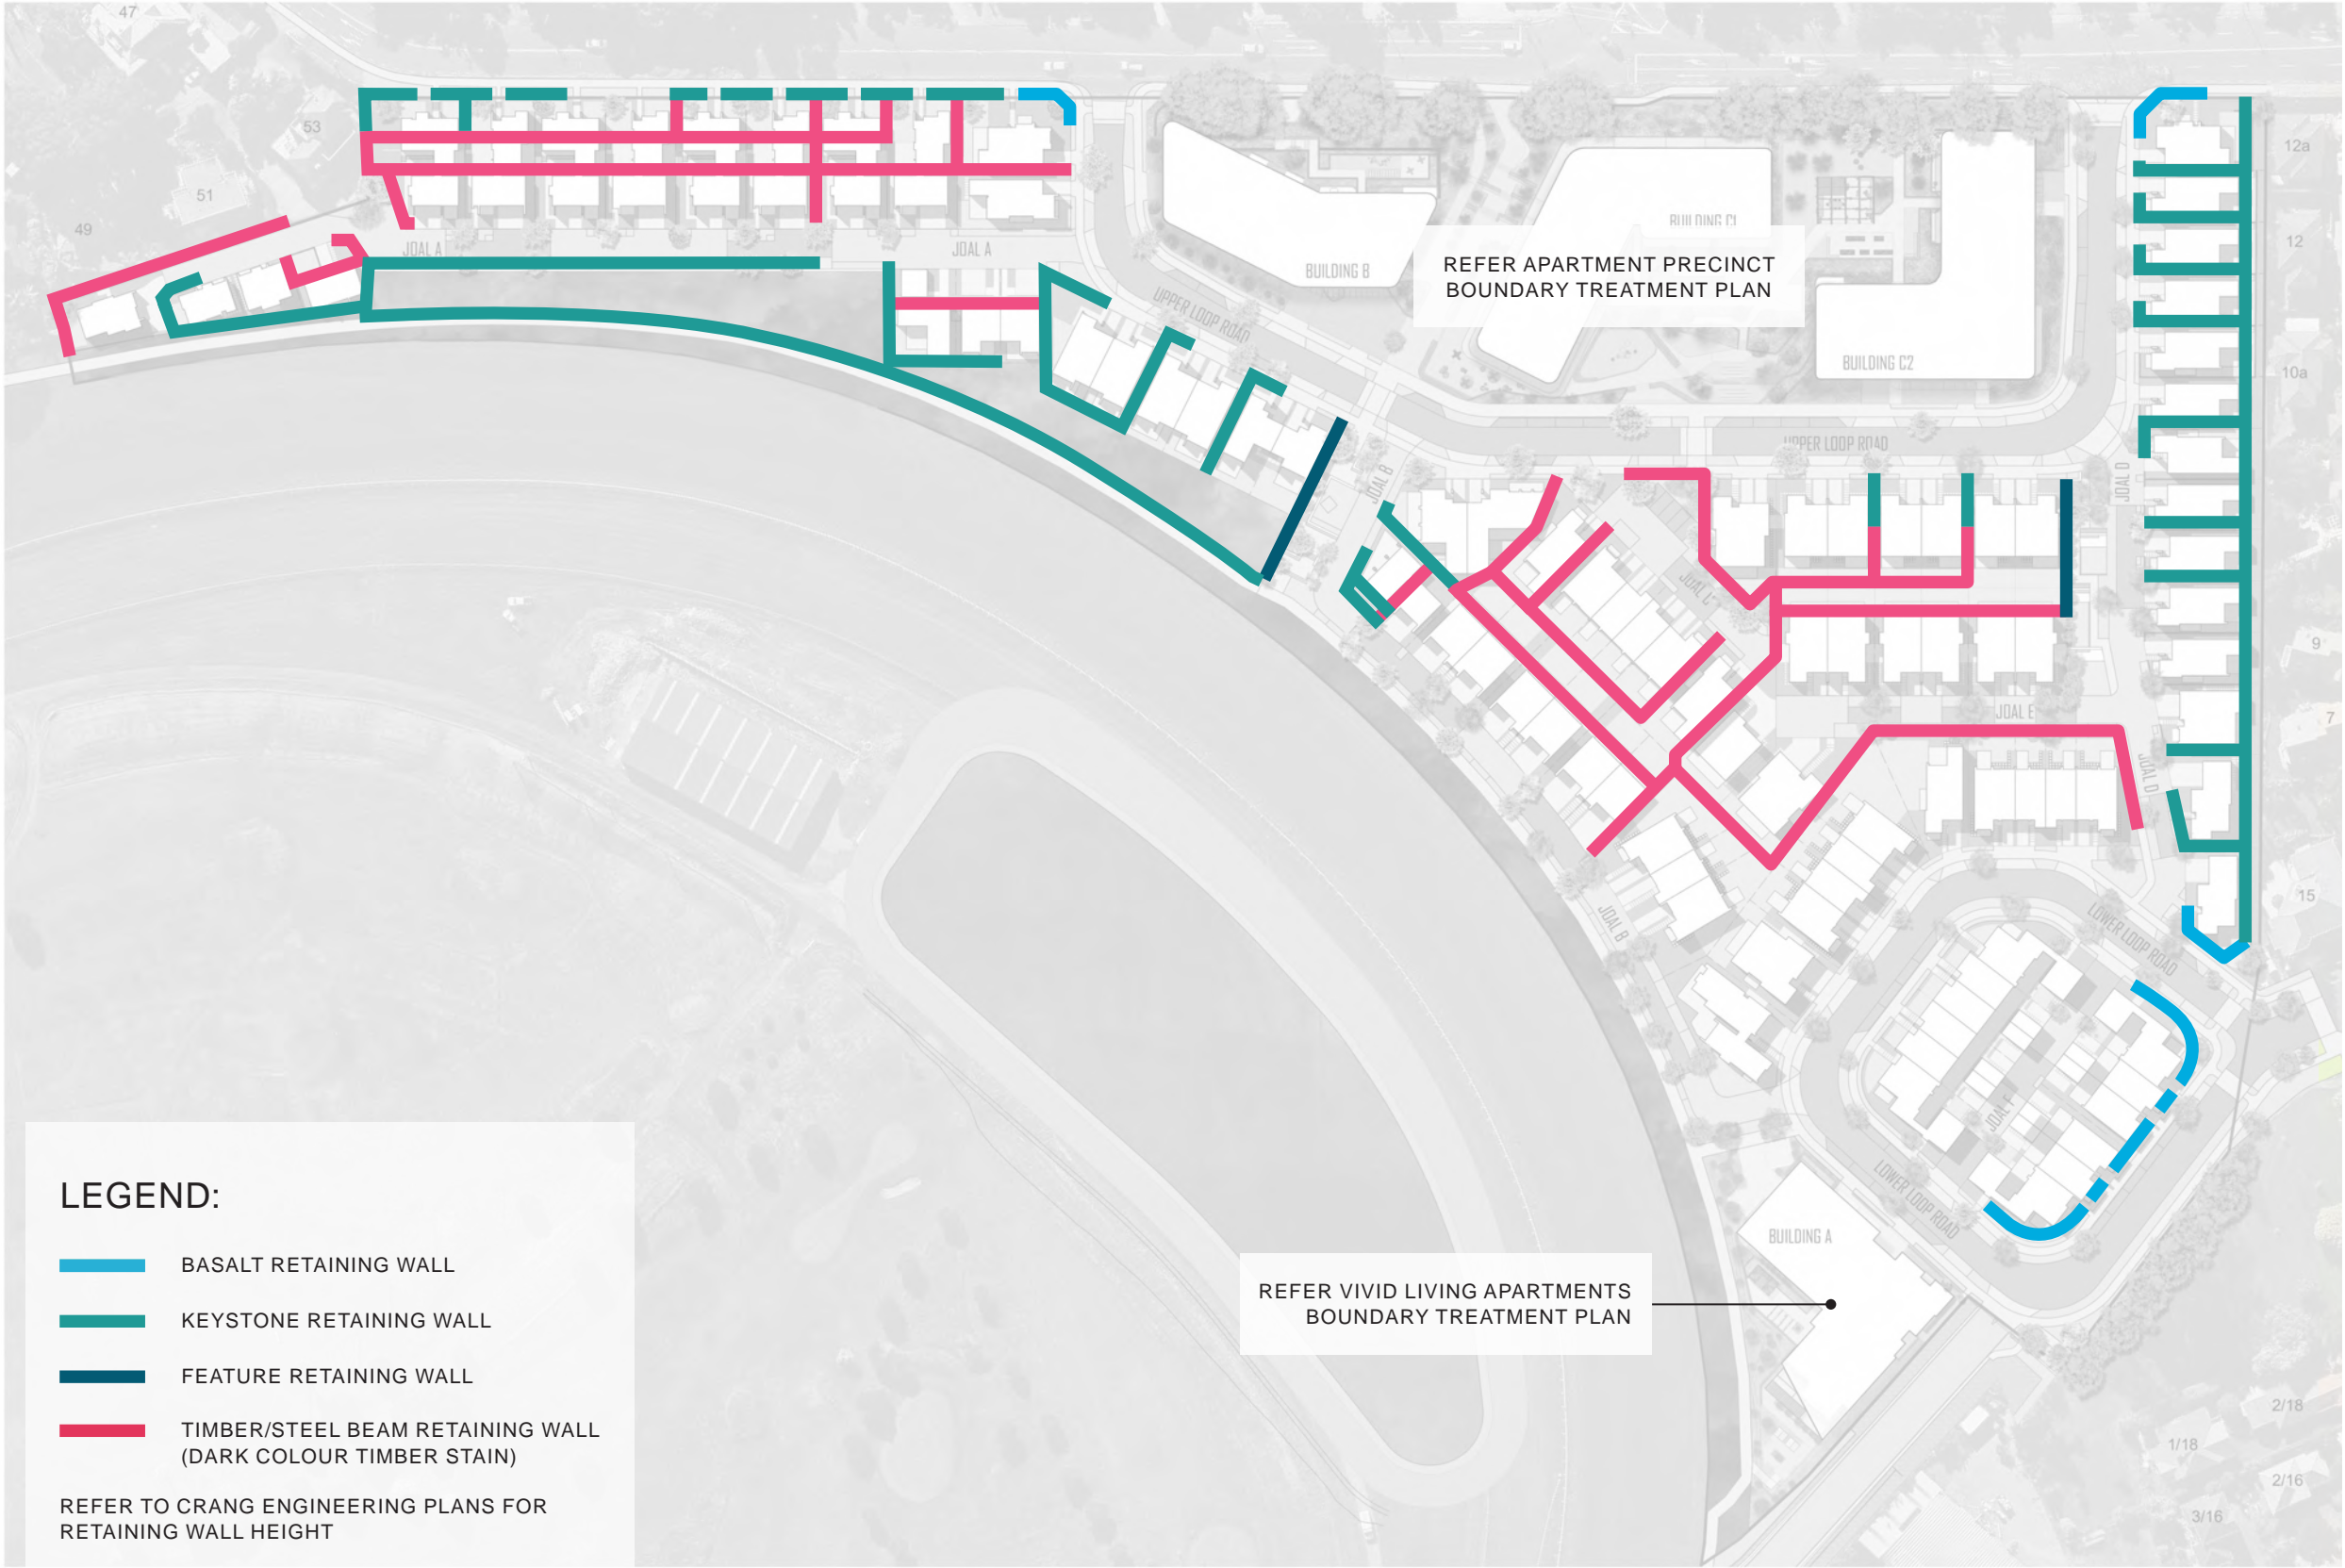 47
53
51
49
JOAL A
JOAL A
UPPER LOOP ROAD
BUILDING B
BUILDING C1
REFER APARTMENT PRECINCT
BOUNDARY TREATMENT PLAN
BUILDING C2
UPPER LOOP ROAD
12a
12
10a
9
7
15
JOAL B
JOAL C
JOAL D
JOAL E
JOAL D
JOAL B
LOWER LOOP ROAD
JOAL F
LOWER LOOP ROAD
BUILDING A
REFER VIVID LIVING APARTMENTS
BOUNDARY TREATMENT PLAN
2/18
1/18
2/16
3/16
LEGEND:
BASALT RETAINING WALL
KEYSTONE RETAINING WALL
FEATURE RETAINING WALL
TIMBER/STEEL BEAM RETAINING WALL
(DARK COLOUR TIMBER STAIN)
REFER TO CRANG ENGINEERING PLANS FOR
RETAINING WALL HEIGHT